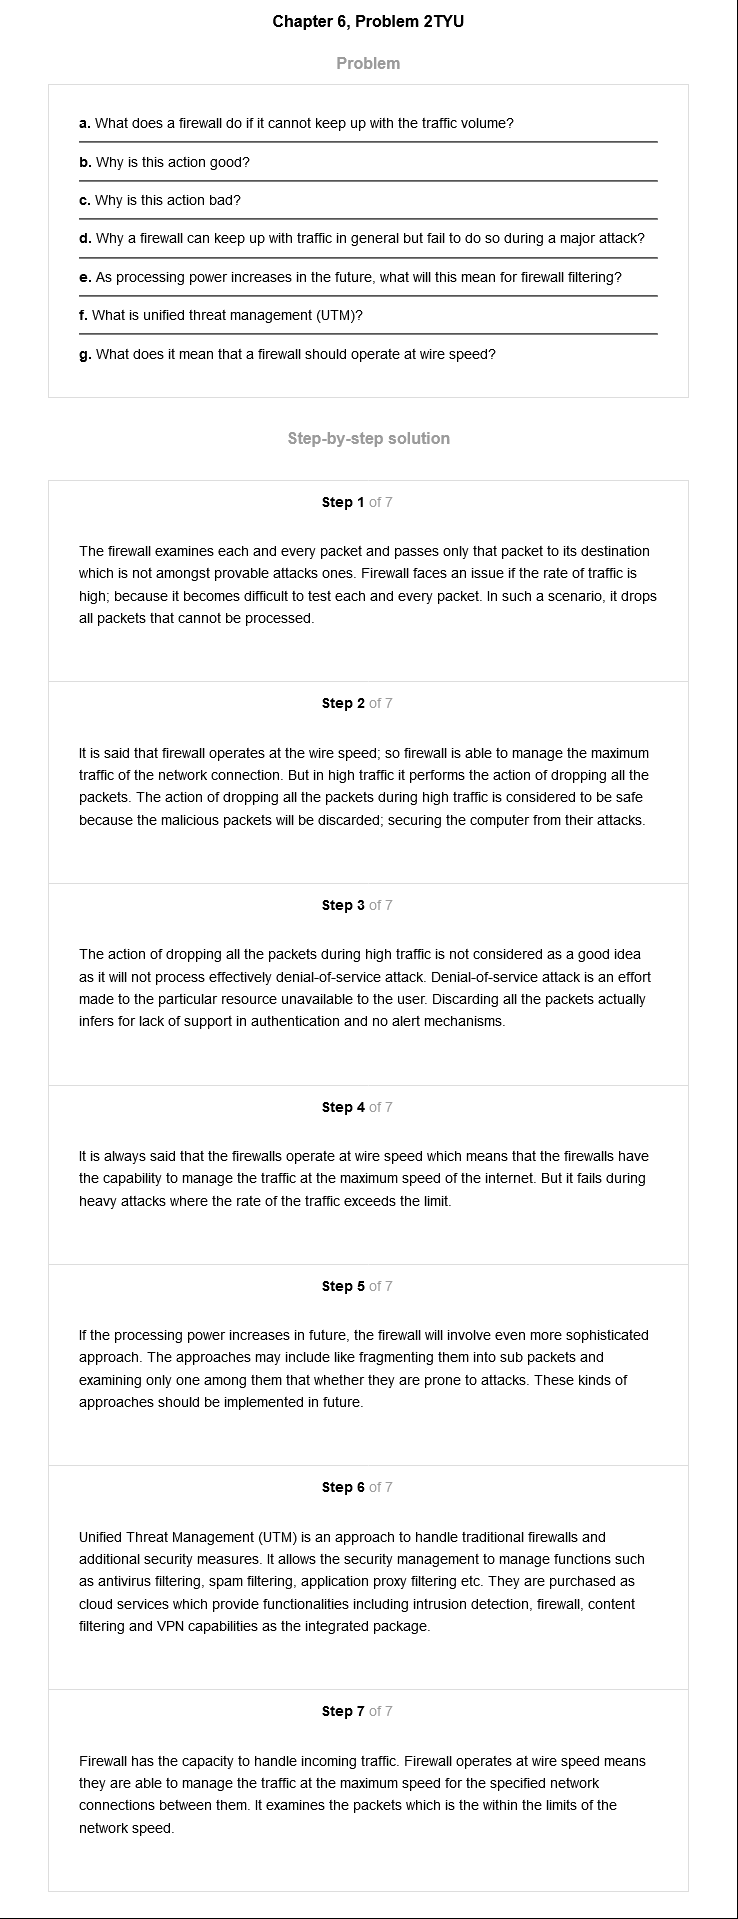 Chapter 6, Problem 2TYU
Problem
a. What does a firewall do if it cannot keep up with the traffic volume?
b. Why is this action good?
c. Why is this action bad?
d. Why a firewall can keep up with traffic in general but fail to do so during a major attack?
e. As processing power increases in the future, what will this mean for firewall filtering?
f. What is unified threat management (UTM)?
g. What does it mean that a firewall should operate at wire speed?
Step-by-step solution
Step 1 of 7
The firewall examines each and every packet and passes only that packet to its destination
which is not amongst provable attacks ones. Firewall faces an issue if the rate of traffic is
high; because it becomes difficult to test each and every packet. In such a scenario, it drops
all packets that cannot be processed.
Step 2 of 7
It is said that firewall operates at the wire speed; so firewall is able to manage the maximum
traffic of the network connection. But in high traffic it performs the action of dropping all the
packets. The action of dropping all the packets during high traffic is considered to be safe
because the malicious packets will be discarded; securing the computer from their attacks.
Step 3 of 7
The action of dropping all the packets during high traffic is not considered as a good idea
as it will not process effectively denial-of-service attack. Denial-of-service attack is an effort
made to the particular resource unavailable to the user. Discarding all the packets actually
infers for lack of support in authentication and no alert mechanisms.
Step 4 of 7
It is always said that the firewalls operate at wire speed which means that the firewalls have
the capability to manage the traffic at the maximum speed of the internet. But it fails during
heavy attacks where the rate of the traffic exceeds the limit.
Step 5 of 7
If the processing power increases in future, the firewall will involve even more sophisticated
approach. The approaches may include like fragmenting them into sub packets and
examining only one among them that whether they are prone to attacks. These kinds of
approaches should be implemented in future.
Step 6 of 7
Unified Threat Management (UTM) is an approach to handle traditional firewalls and
additional security measures. It allows the security management to manage functions such
as antivirus filtering, spam filtering, application proxy filtering etc. They are purchased as
cloud services which provide functionalities including intrusion detection, firewall, content
filtering and VPN capabilities as the integrated package.
Step 7 of 7
Firewall has the capacity to handle incoming traffic. Firewall operates at wire speed means
they are able to manage the traffic at the maximum speed for the specified network
connections between them. It examines the packets which is the within the limits of the
network speed.